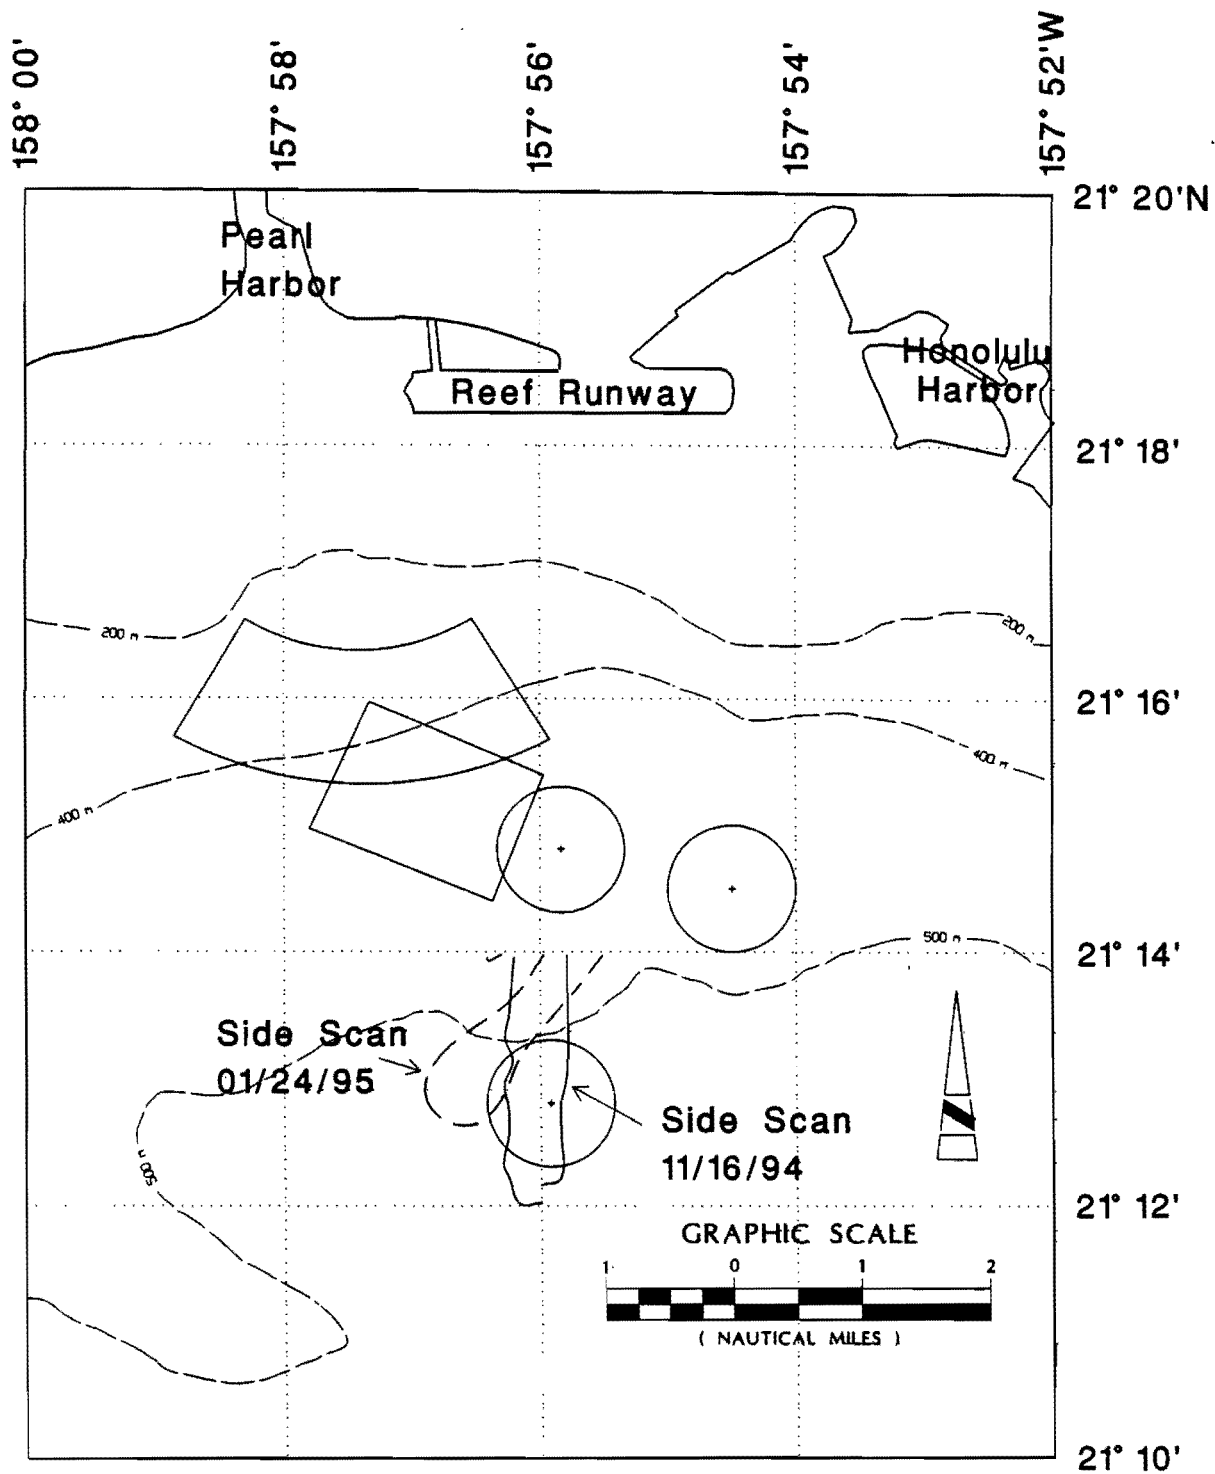 158° 00'
157° 58'
157° 56'
157° 54'
157° 52'W
21° 20'N
Pearl
Harbor
Honolulu
Harbor
Reef Runway
21° 18'
200 m
200 m
21° 16'
400 m
400 m
500 m
21° 14'
Side Scan
01/24/95
Side Scan
11/16/94
500 m
21° 12'
GRAPHIC SCALE
1 0 1 2
( NAUTICAL MILES )
21° 10'